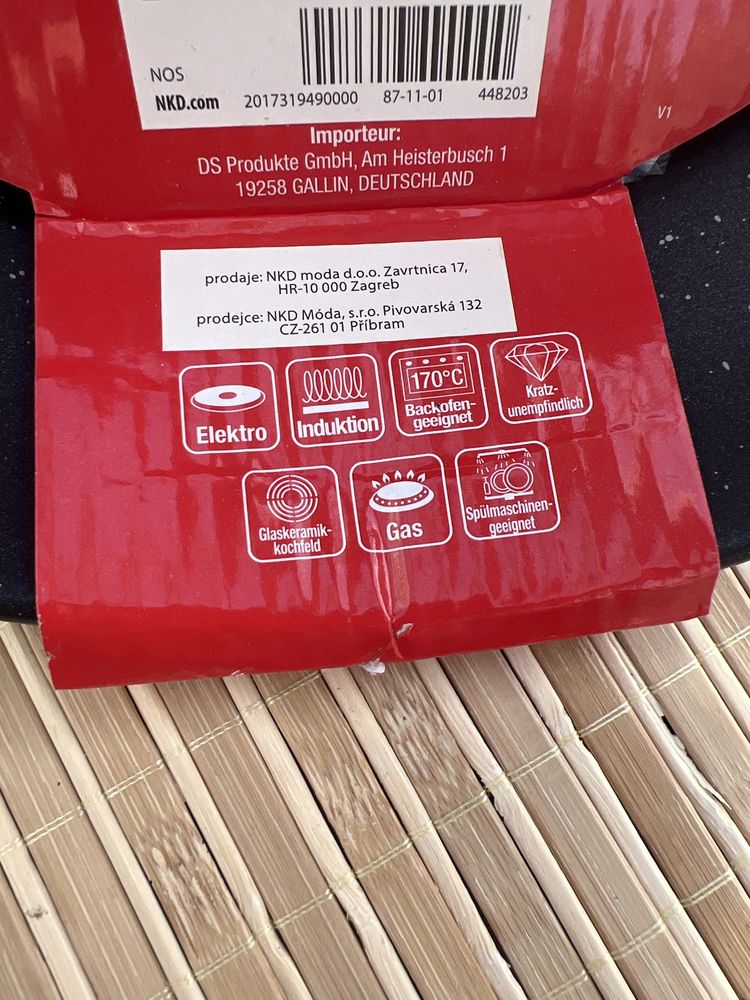 NOS
NKD.com 2017319490000 87-11-01 448203
V1
Importeur:
DS Produkte GmbH, Am Heisterbusch 1
19258 GALLIN, DEUTSCHLAND
prodaje: NKD moda d.o.o. Zavrtnica 17,
HR-10 000 Zagreb
prodejce: NKD Móda, s.r.o. Pivovarská 132
CZ-261 01 Příbram
Elektro
Induktion
170°C
Backofen-
geeignet
Kratz-
unempfindlich
Glaskeramik-
kochfeld
Gas
Spülmaschinen-
geeignet